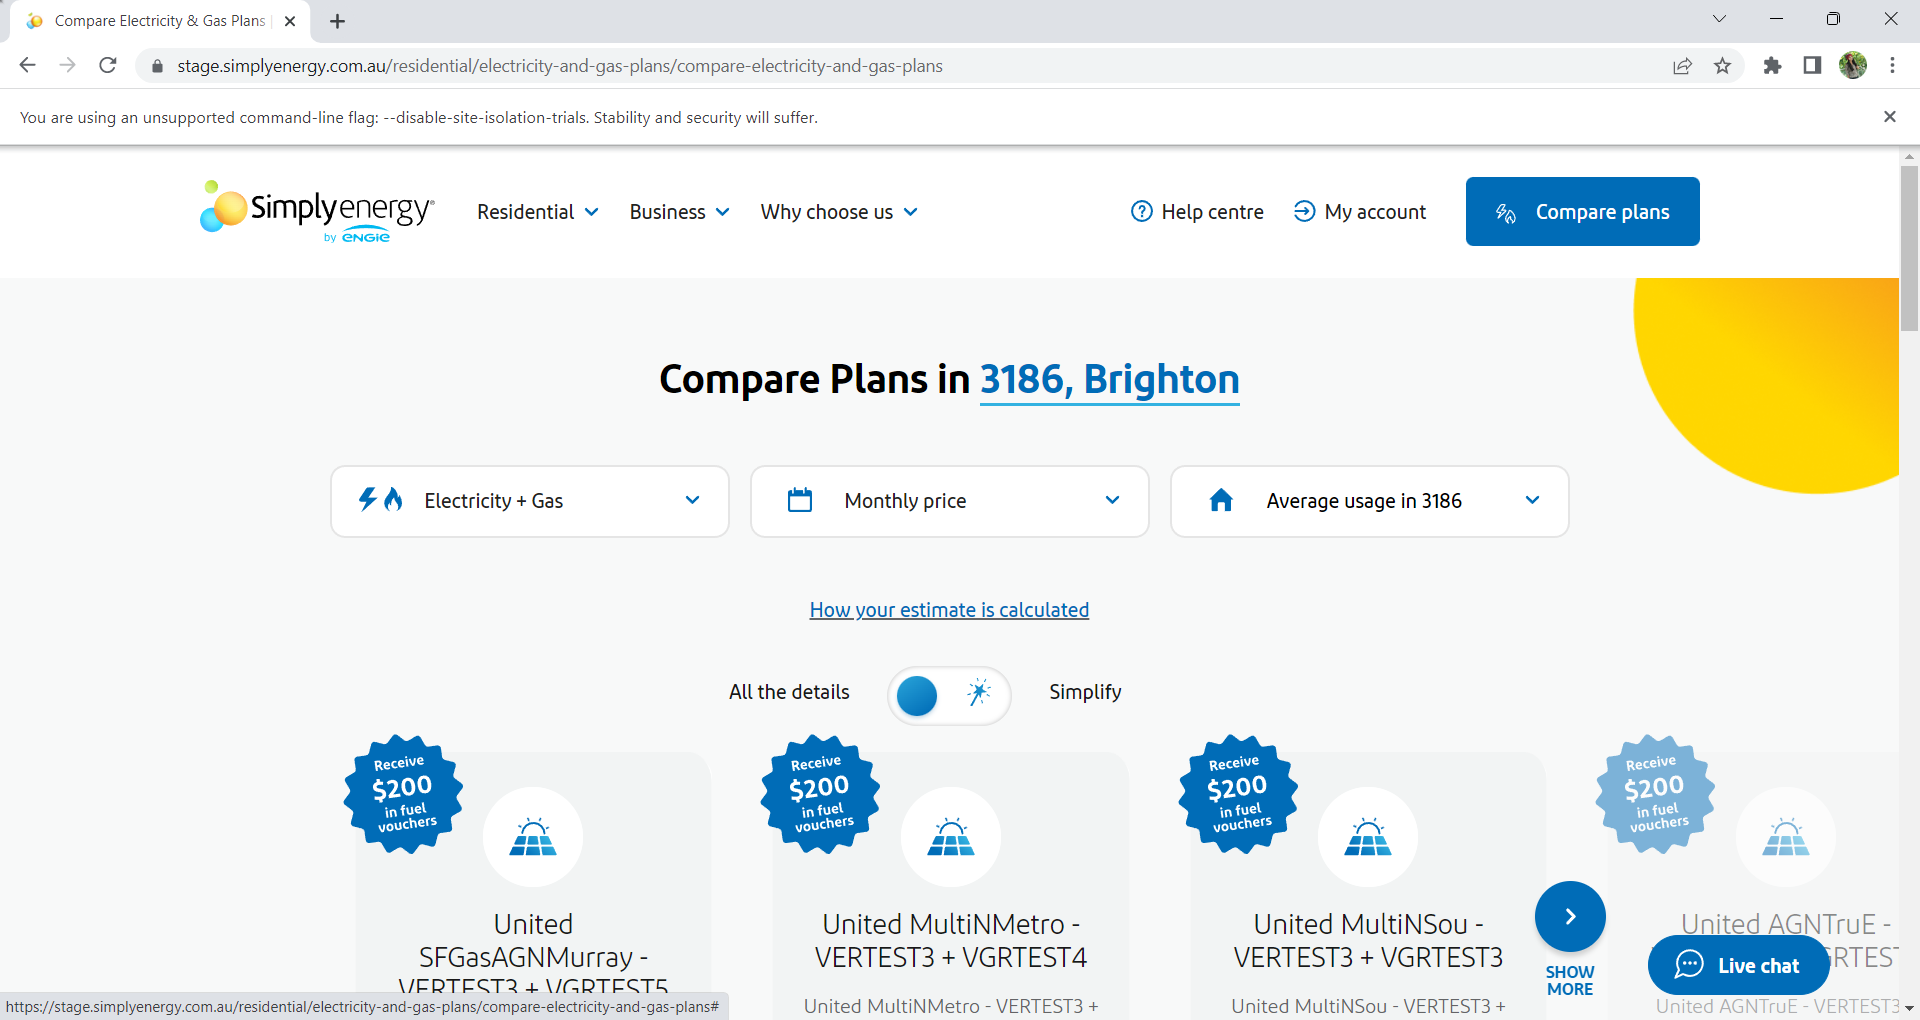 Compare Electricity & Gas Plans
stage.simplyenergy.com.au/residential/electricity-and-gas-plans/compare-electricity-and-gas-plans
You are using an unsupported command-line flag: --disable-site-isolation-trials. Stability and security will suffer.
Simplyenergy®
by ENGIE
Residential
Business
Why choose us
Help centre
My account
Compare plans
Compare Plans in 3186, Brighton
Electricity + Gas
Monthly price
Average usage in 3186
How your estimate is calculated
All the details
Simplify
Receive
$200
in fuel
vouchers
United
SFGasAGNMurray -
VERTEST3 + VGRTEST5
Receive
$200
in fuel
vouchers
United MultiNMetro -
VERTEST3 + VGRTEST4
United MultiNMetro - VERTEST3 +
Receive
$200
in fuel
vouchers
United MultiNSou -
VERTEST3 + VGRTEST3
United MultiNSou - VERTEST3 +
SHOW
MORE
Receive
$200
in fuel
vouchers
United AGNTruE -
GRTEST
United AGNTruE - VERTEST3
Live chat
https://stage.simplyenergy.com.au/residential/electricity-and-gas-plans/compare-electricity-and-gas-plans#